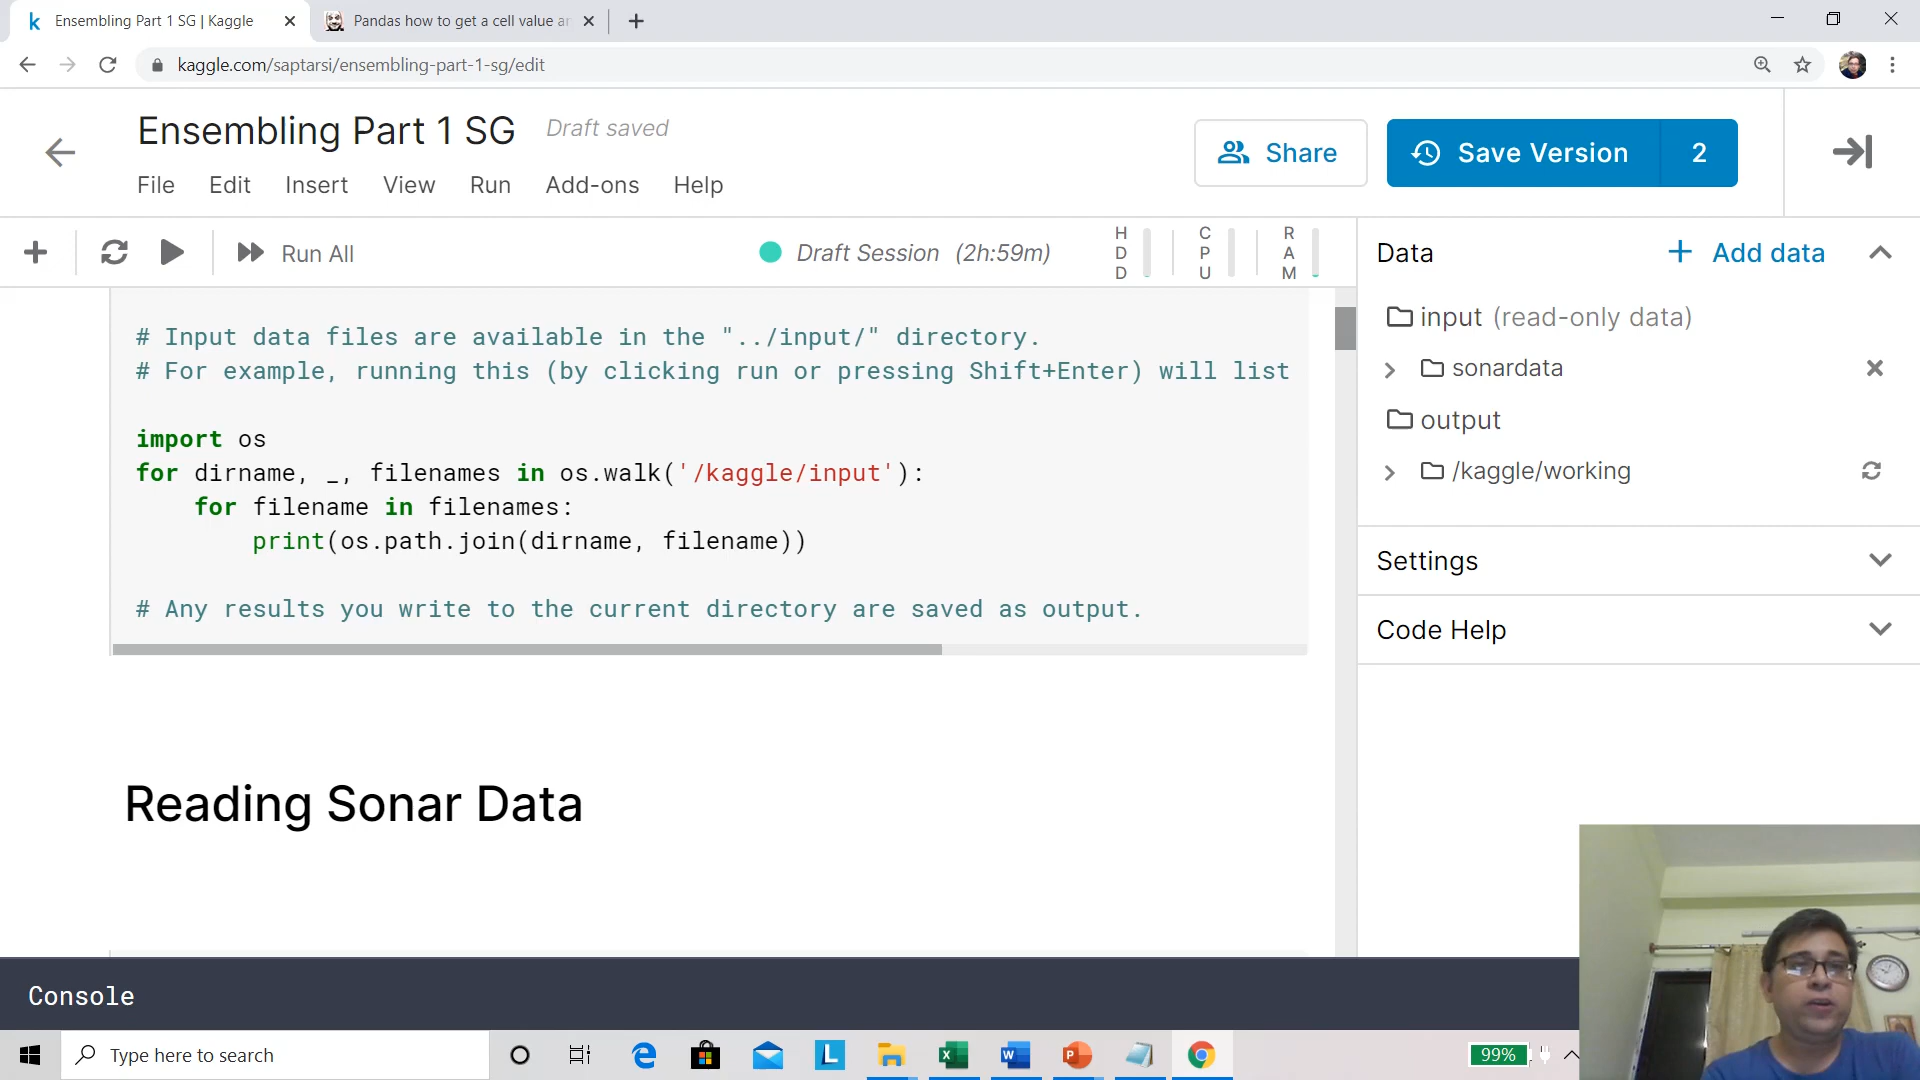 Ensembling Part 1 SG | Kaggle
Pandas how to get a cell value an
kaggle.com/saptarsi/ensembling-part-1-sg/edit
Ensembling Part 1 SG
Draft saved
File Edit Insert View Run Add-ons Help
Share
Save Version 2
Run All
Draft Session (2h:59m)
HDD
CPU
RAM
# Input data files are available in the "../input/" directory.
# For example, running this (by clicking run or pressing Shift+Enter) will list
import os
for dirname, _, filenames in os.walk('/kaggle/input'):
    for filename in filenames:
        print(os.path.join(dirname, filename))
# Any results you write to the current directory are saved as output.
Reading Sonar Data
Data
+ Add data
input (read-only data)
sonardata
output
/kaggle/working
Settings
Code Help
Console
Type here to search
99%